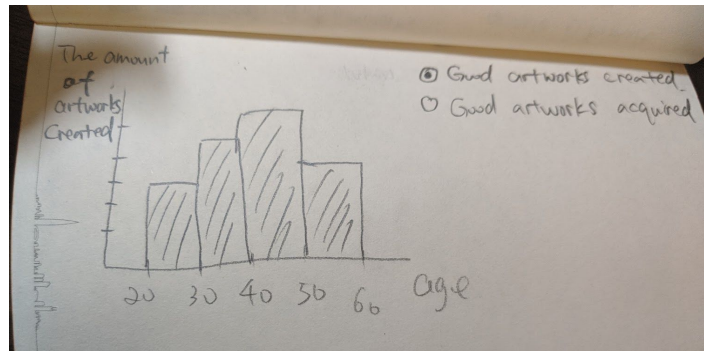 The amount
of
artworks
Created
Good artworks created
Good artworks acquired
20 30 40 50 60 age